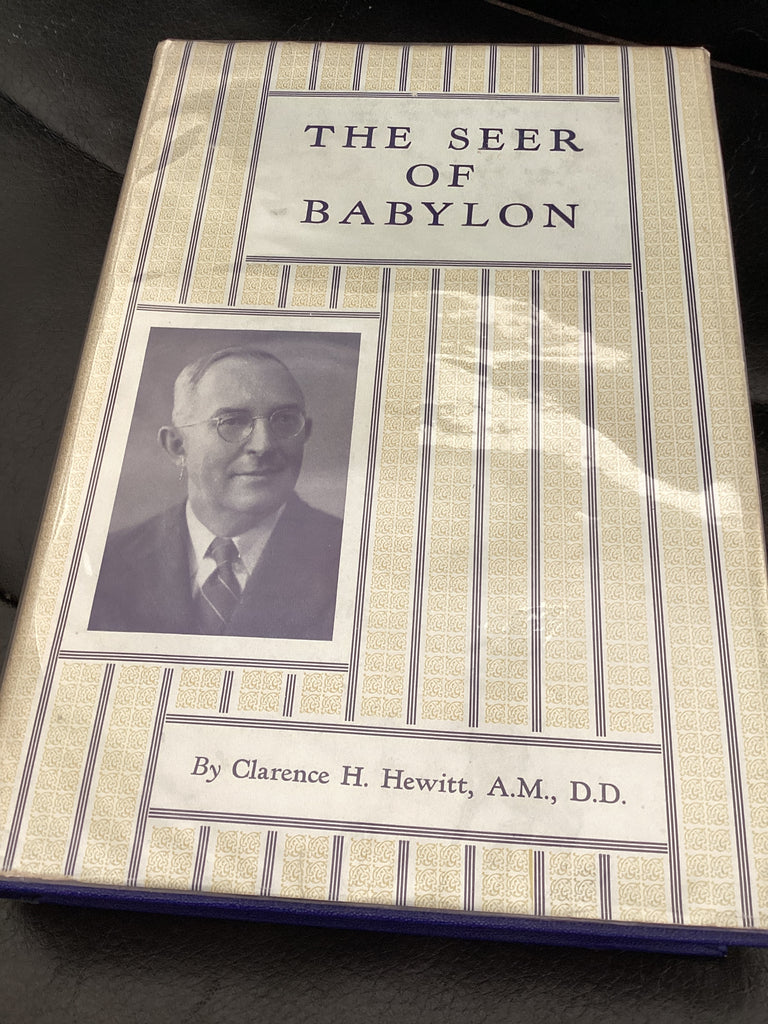 THE SEER
OF
BABYLON
By Clarence H. Hewitt, A.M., D.D.